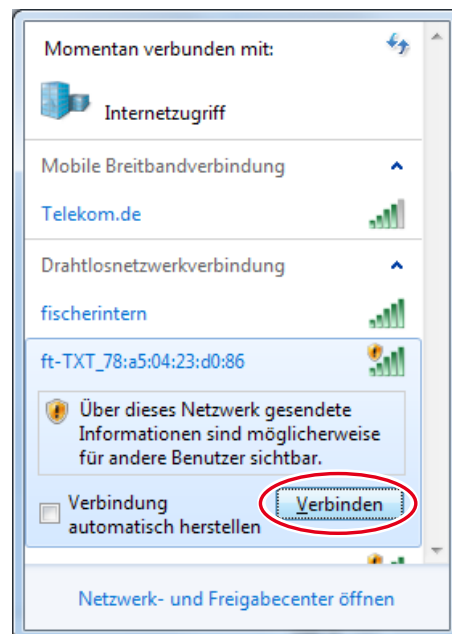 Momentan verbunden mit:
Internetzugriff
Mobile Breitbandverbindung
Telekom.de
Drahtlosnetzwerkverbindung
fischerintern
ft-TXT_78:a5:04:23:d0:86
Über dieses Netzwerk gesendete
Informationen sind möglicherweise
für andere Benutzer sichtbar.
Verbindung
automatisch herstellen
Verbinden
Netzwerk- und Freigabecenter öffnen